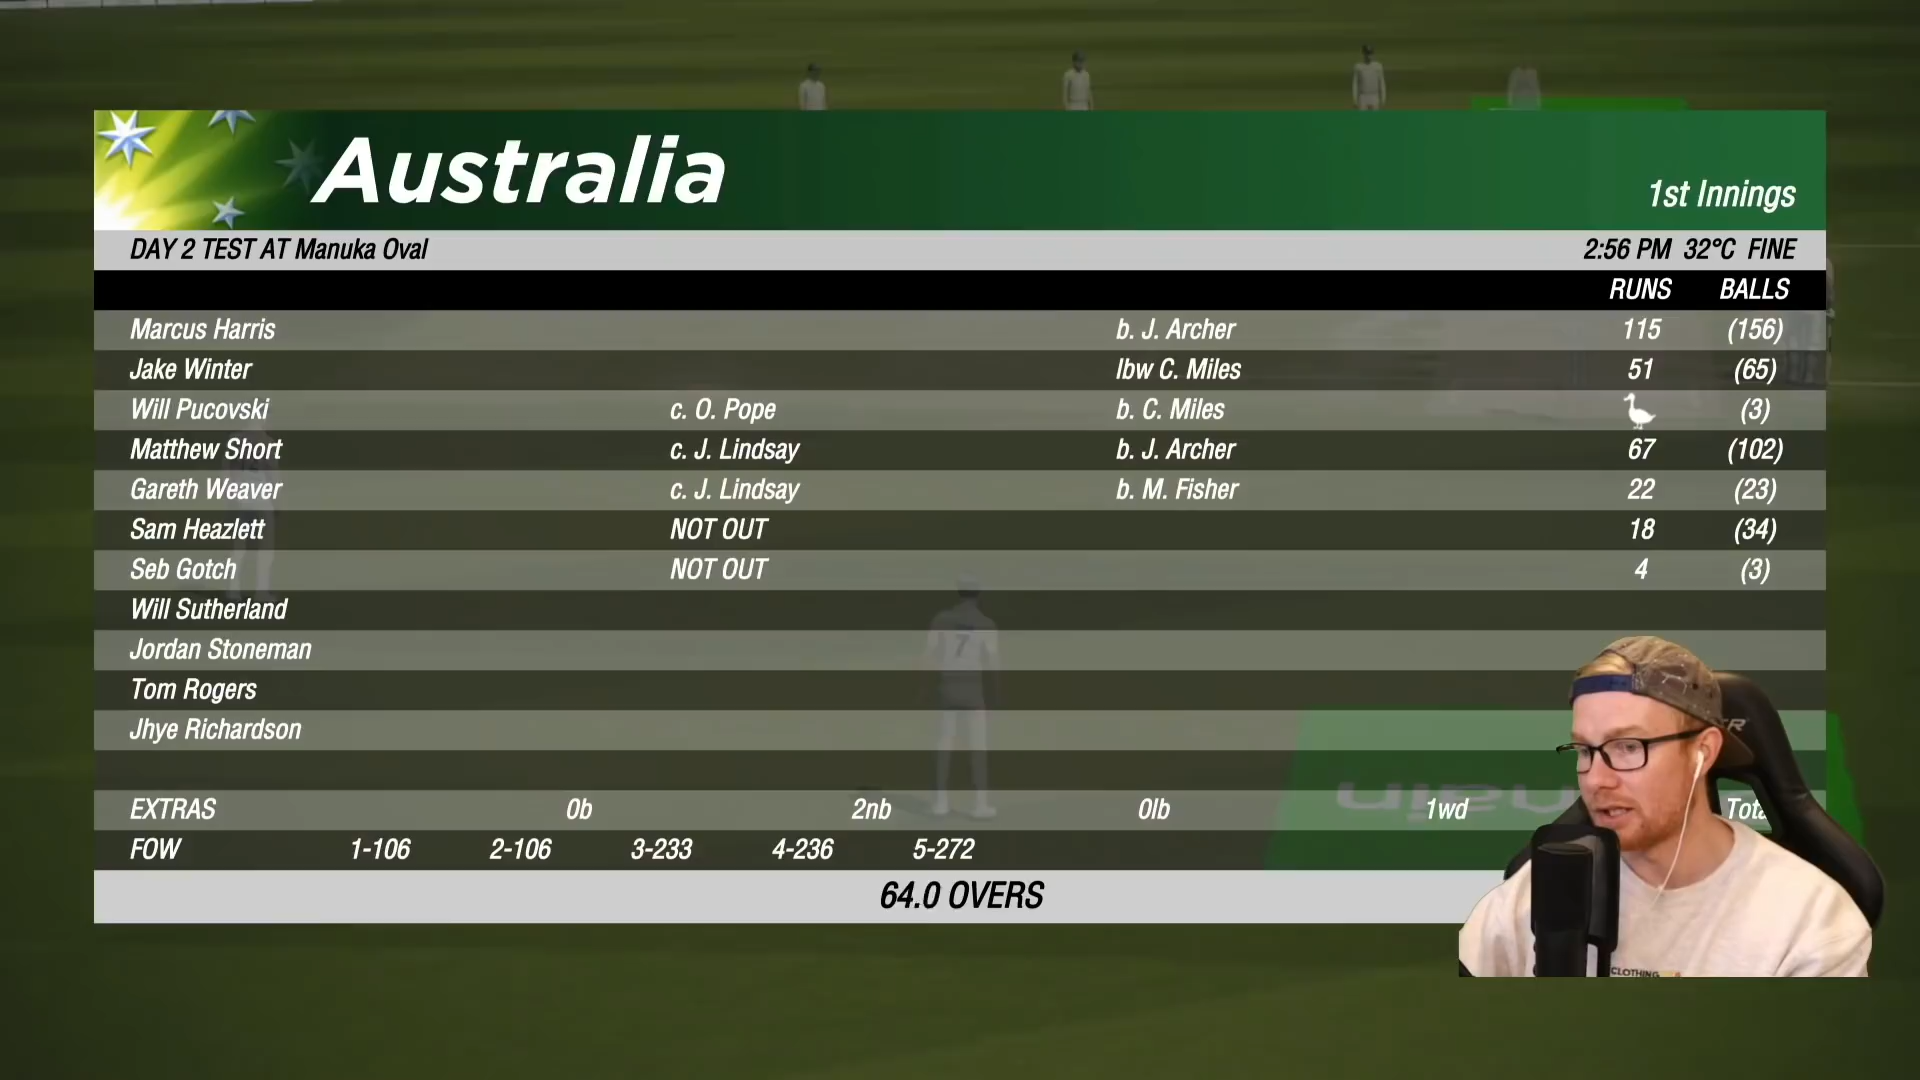 Australia
1st Innings
DAY 2 TEST AT Manuka Oval 2:56 PM 32°C FINE
RUNS BALLS
Marcus Harris b. J. Archer 115 (156)
Jake Winter lbw C. Miles 51 (65)
Will Pucovski c. O. Pope b. C. Miles (3)
Matthew Short c. J. Lindsay b. J. Archer 67 (102)
Gareth Weaver c. J. Lindsay b. M. Fisher 22 (23)
Sam Heazlett NOT OUT 18 (34)
Seb Gotch NOT OUT 4 (3)
Will Sutherland
Jordan Stoneman
Tom Rogers
Jhye Richardson
EXTRAS 0b 2nb 0lb 1wd
FOW 1-106 2-106 3-233 4-236 5-272
64.0 OVERS
7
CLOTHING